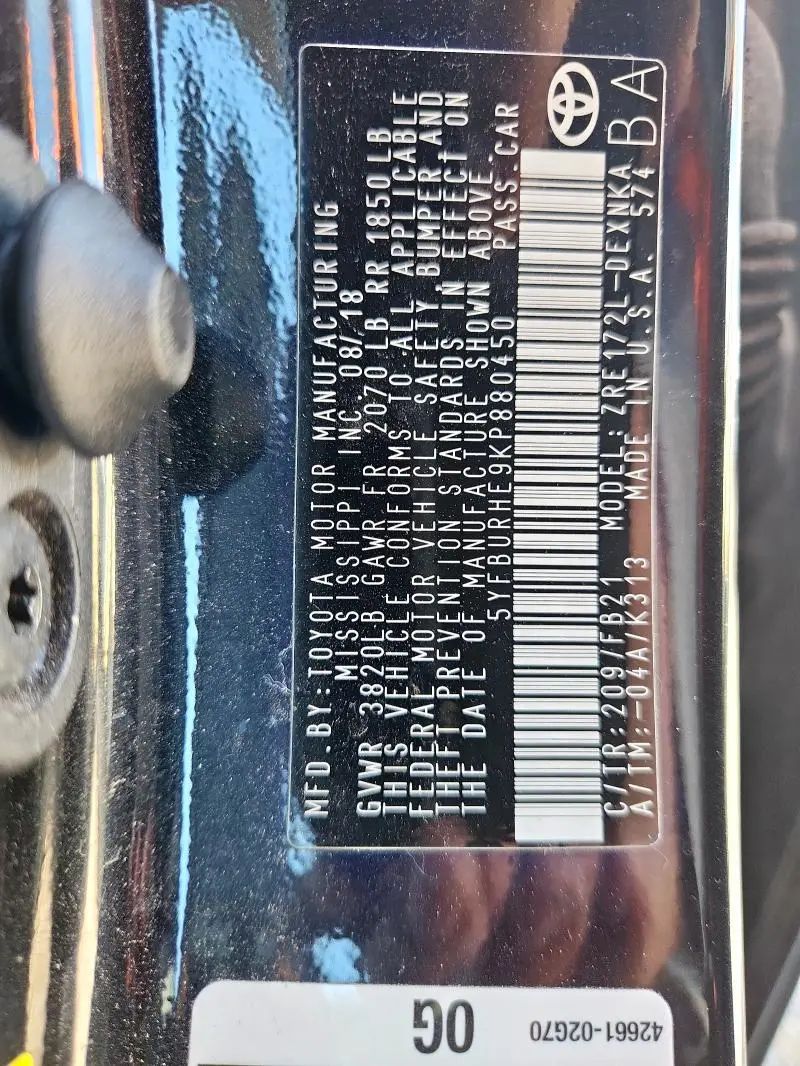 MFD.BY:TOYOTA MOTOR MANUFACTURING
MISSISSIPPI INC. 08/18
GVWR 3820LB GAWR FR 2070 LB RR 1850LB
THIS VEHICLE CONFORMS TO ALL APPLICABLE
FEDERAL MOTOR VEHICLE SAFETY, BUMPER AND
THEFT PREVENTION STANDARDS IN EFFECT ON
THE DATE OF MANUFACTURE SHOWN ABOVE.
5YFBURHE9KP880450 PASS.CAR
C/TR:209/FB21 MODEL:ZRE172L-DEXNKA
A/TM:-04A/K313 MADE IN U.S.A. 574
BA
0G
42661-02G70